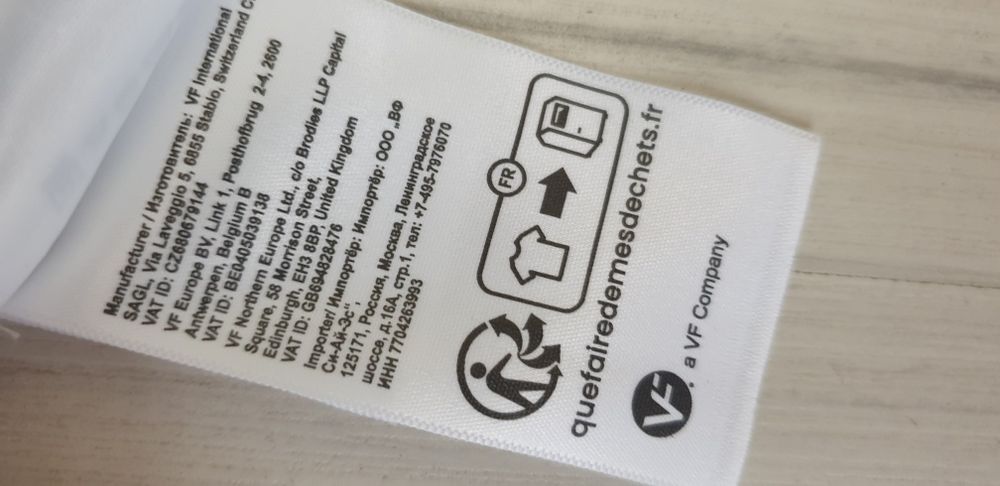 Manufacturer / Изготовитель: VF International
SAGL, Via Laveggio 5, 6855 Stabio, Switzerland
VAT ID: CZ680679144
VF Europe BV, Link 1, Posthofbrug 2-4, 2600
Antwerpen, Belgium B
VAT ID: BE0405039138
VF Northern Europe Ltd., c/o Brodies LLP Capital
Square, 58 Morrison Street,
Edinburgh, EH3 8BP, United Kingdom
VAT ID: GB694828476
Importer/ Импортёр: Импортёр: ООО „ВФ
Си-Ай-Эс“,
125171, Россия, Москва, Ленинградское
шоссе, д.16А, стр.1, тел: +7-495-7976070
ИНН 7704263993
FR
quefairedemesdechets.fr
VS
, a VF Company